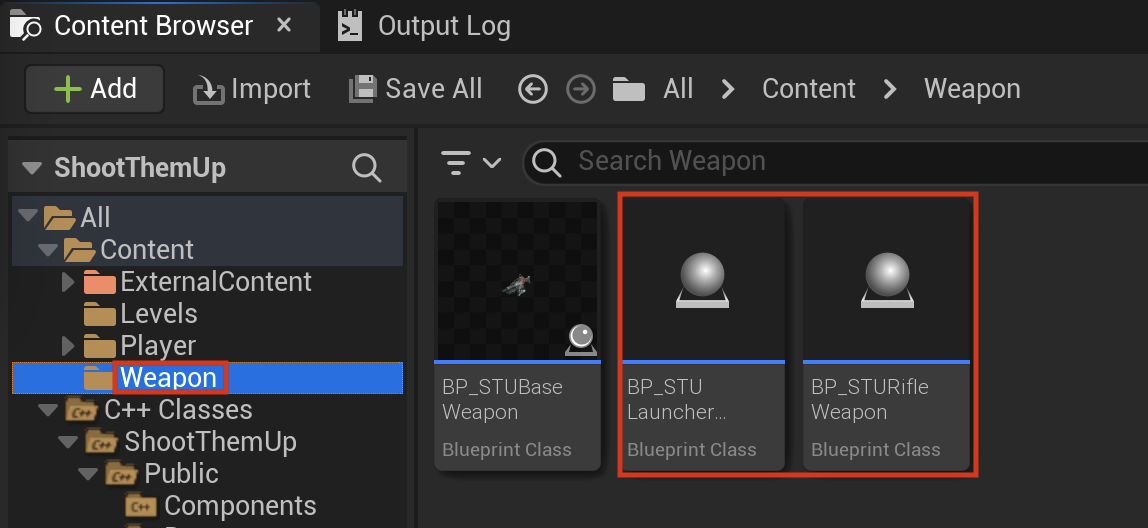 Content Browser
Output Log
Add
Import
Save All
All
Content
Weapon
ShootThemUp
Search Weapon
All
Content
ExternalContent
Levels
Player
Weapon
C++ Classes
ShootThemUp
Public
Components
BP_STUBase
Weapon
Blueprint Class
BP_STU
Launcher...
Blueprint Class
BP_STURifle
Weapon
Blueprint Class